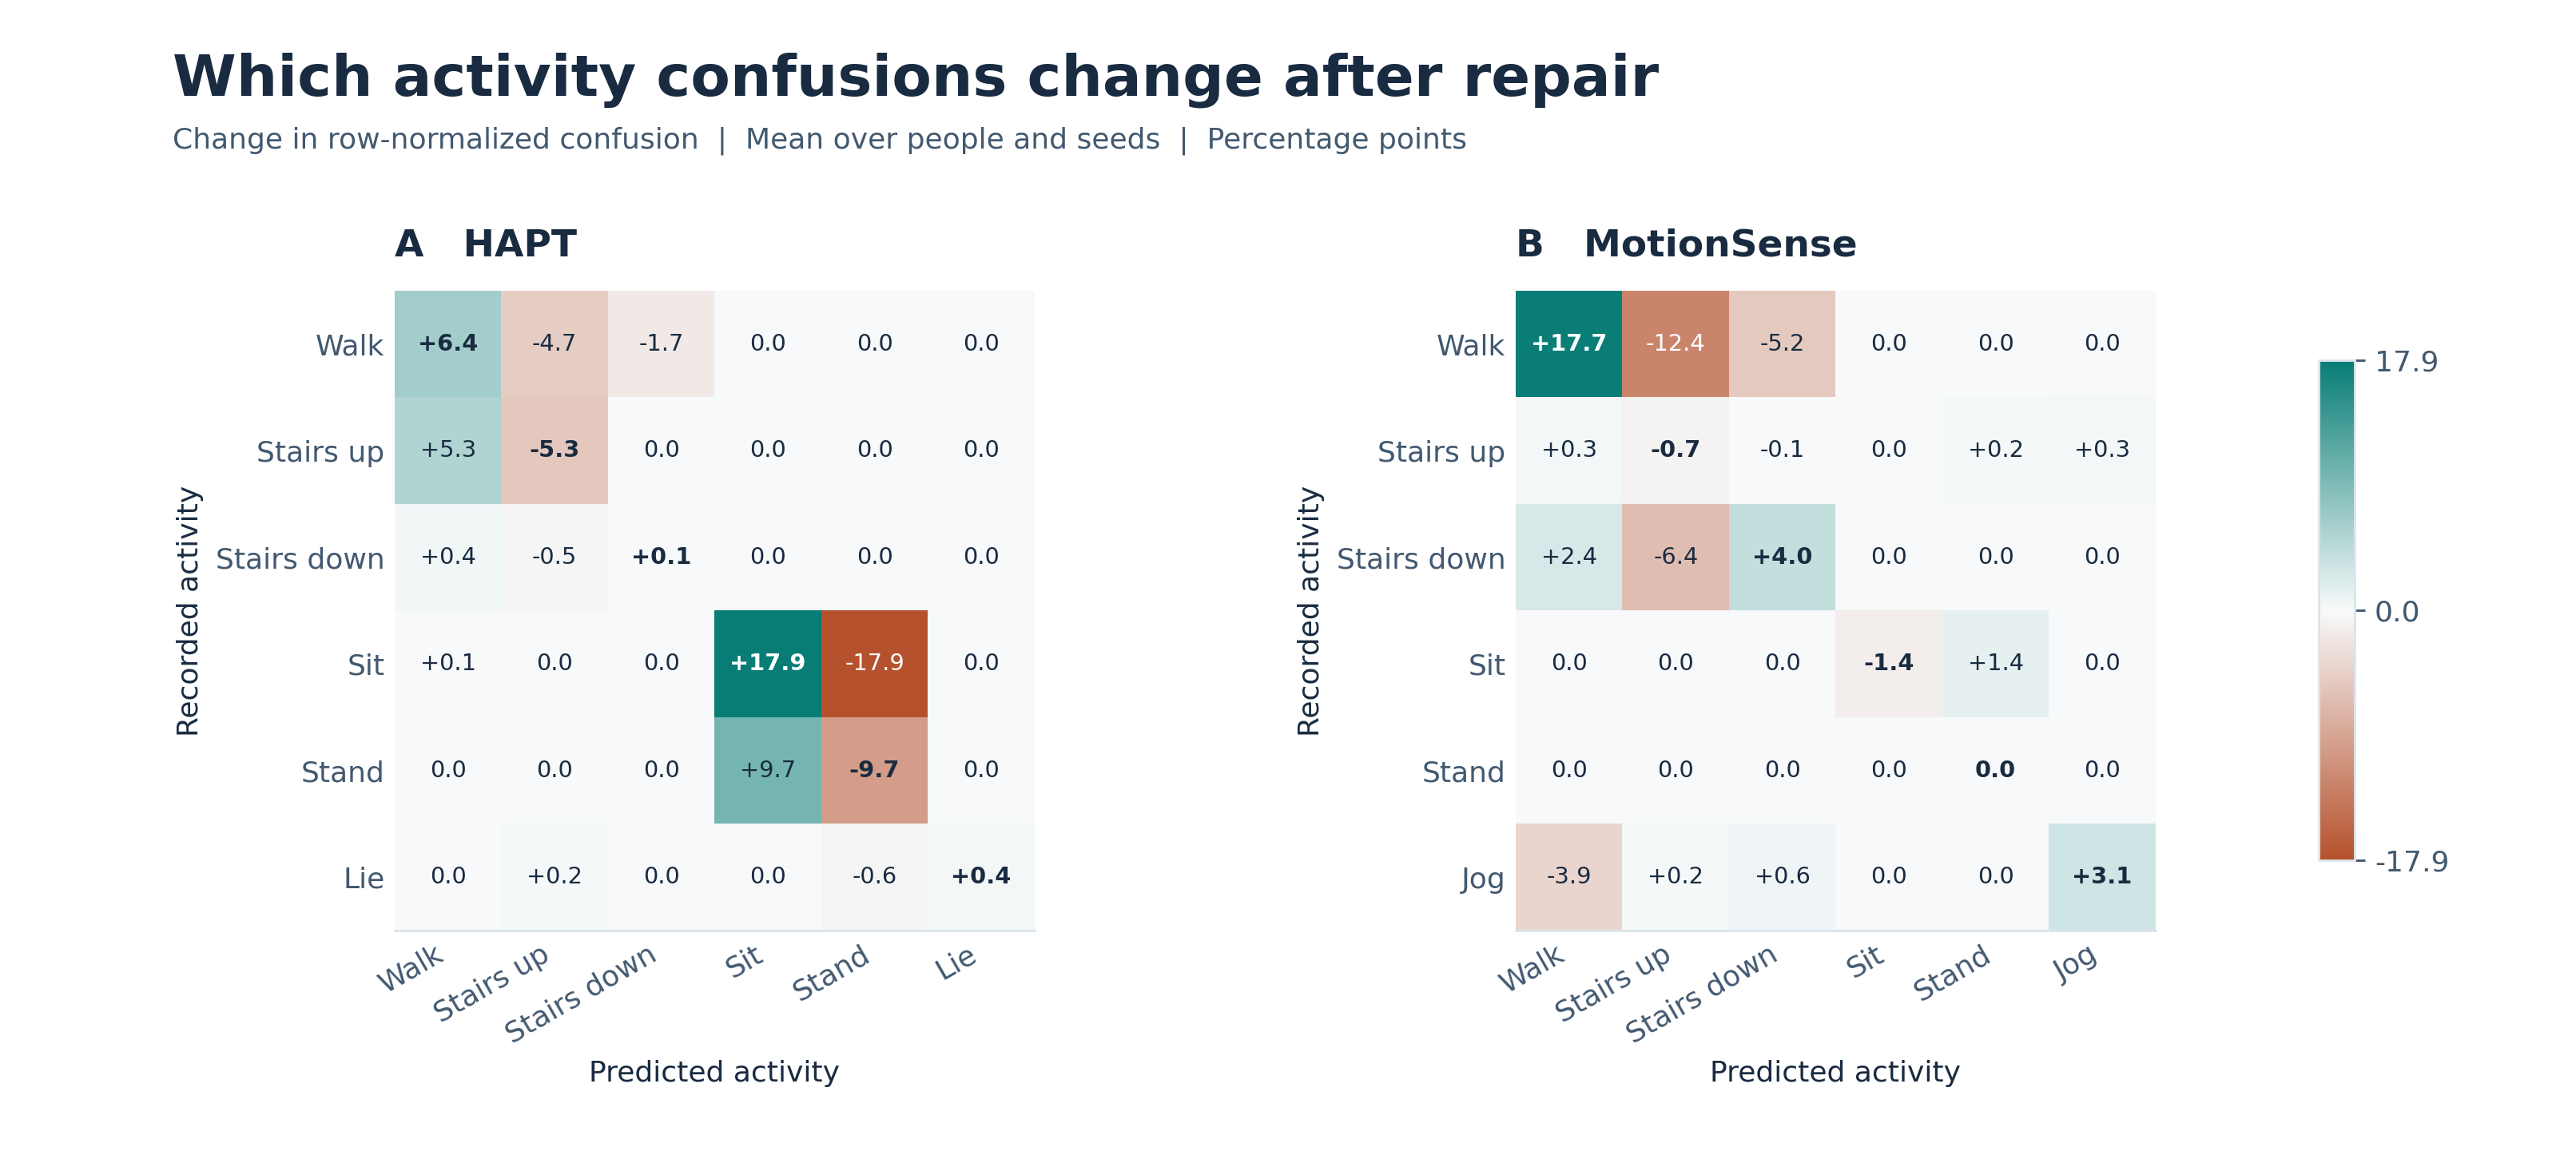 Which activity confusions change after repair
Change in row-normalized confusion | Mean over people and seeds | Percentage points
A HAPT
Recorded activity
Walk +6.4 -4.7 -1.7 0.0 0.0 0.0
Stairs up +5.3 -5.3 0.0 0.0 0.0 0.0
Stairs down +0.4 -0.5 +0.1 0.0 0.0 0.0
Sit +0.1 0.0 0.0 +17.9 -17.9 0.0
Stand 0.0 0.0 0.0 +9.7 -9.7 0.0
Lie 0.0 +0.2 0.0 0.0 -0.6 +0.4
Walk Stairs up Stairs down Sit Stand Lie
Predicted activity
B MotionSense
Recorded activity
Walk +17.7 -12.4 -5.2 0.0 0.0 0.0
Stairs up +0.3 -0.7 -0.1 0.0 +0.2 +0.3
Stairs down +2.4 -6.4 +4.0 0.0 0.0 0.0
Sit 0.0 0.0 0.0 -1.4 +1.4 0.0
Stand 0.0 0.0 0.0 0.0 0.0 0.0
Jog -3.9 +0.2 +0.6 0.0 0.0 +3.1
Walk Stairs up Stairs down Sit Stand Jog
Predicted activity
17.9
0.0
-17.9